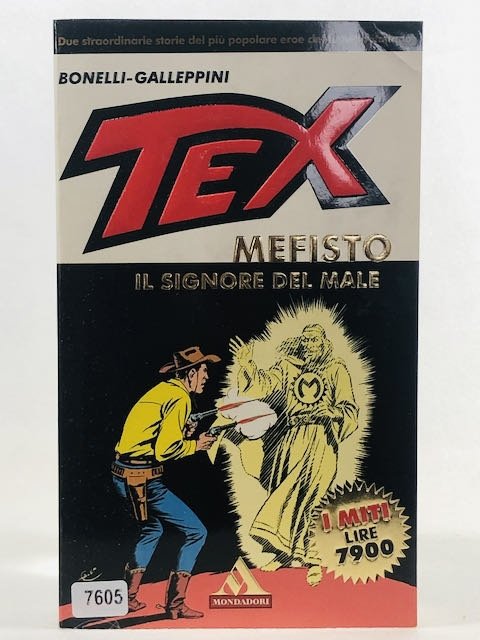 Due straordinarie storie del più popolare eroe
BONELLI-GALLEPPINI
TEX
MEFISTO
IL SIGNORE DEL MALE
M
I MITI
LIRE
7900
7605
MONDADORI